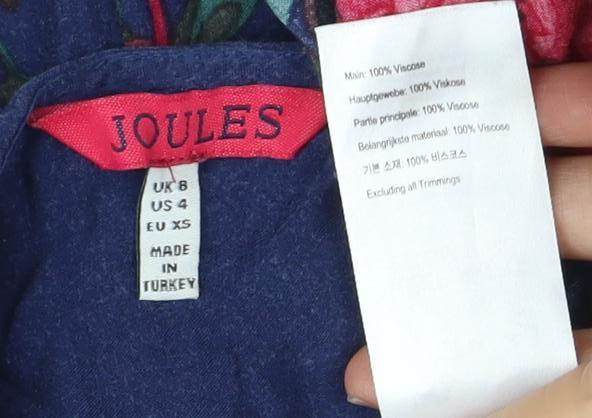 JOULES
UK 8
US 4
EU XS
MADE
IN
TURKEY
Main: 100% Viscose
Hauptgewebe: 100% Viskose
Partie principale: 100% Viscose
Belangrijkste materiaal: 100% Viscose
기본 소재: 100% 비스코스
Excluding all Trimmings